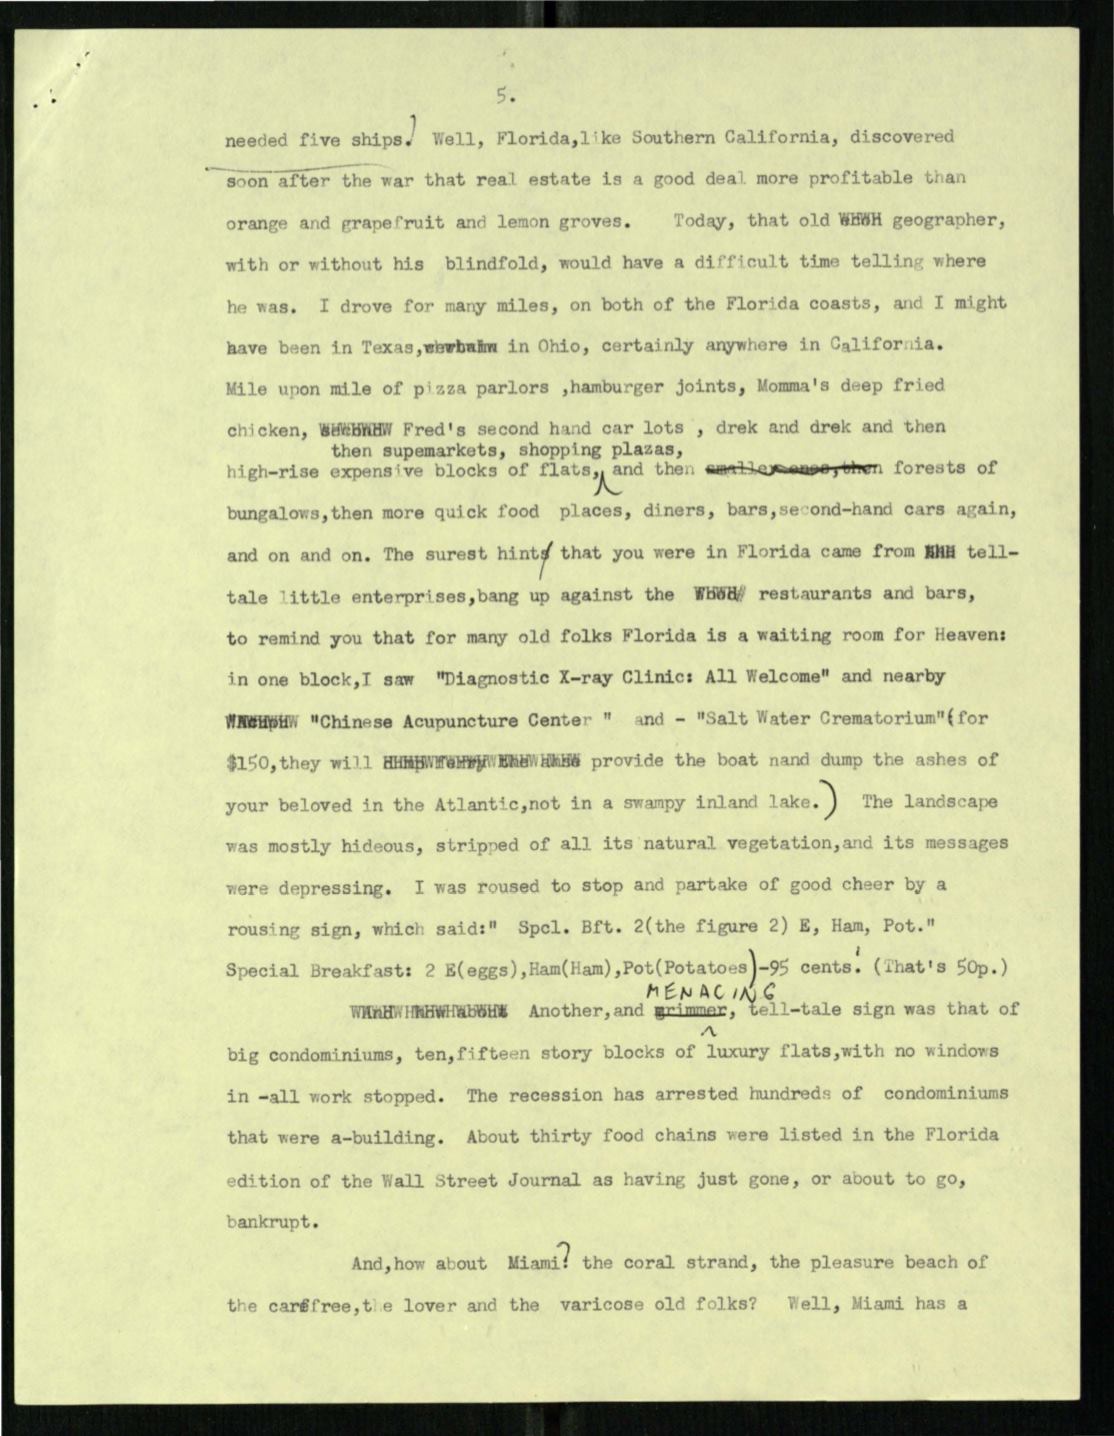 5.
needed five ships. Well, Florida,like Southern California, discovered
soon after the war that real estate is a good deal more profitable than
orange and grapefruit and lemon groves. Today, that old geographer,
with or without his blindfold, would have a difficult time telling where
he was. I drove for many miles, on both of the Florida coasts, and I might
have been in Texas, in Ohio, certainly anywhere in California.
Mile upon mile of pizza parlors ,hamburger joints, Momma's deep fried
chicken, Fred's second hand car lots , drek and drek and then
then supemarkets, shopping plazas,
high-rise expensive blocks of flats, and then forests of
bungalows,then more quick food places, diners, bars,second-hand cars again,
and on and on. The surest hint that you were in Florida came from tell-
tale little enterprises,bang up against the restaurants and bars,
to remind you that for many old folks Florida is a waiting room for Heaven:
in one block,I saw "Diagnostic X-ray Clinic: All Welcome" and nearby
"Chinese Acupuncture Center " and - "Salt Water Crematorium"(for
$150,they will provide the boat nand dump the ashes of
your beloved in the Atlantic,not in a swampy inland lake.) The landscape
was mostly hideous, stripped of all its natural vegetation,and its messages
were depressing. I was roused to stop and partake of good cheer by a
rousing sign, which said:" Spcl. Bft. 2(the figure 2) E, Ham, Pot."
Special Breakfast: 2 E(eggs),Ham(Ham),Pot(Potatoes)-95 cents! (That's 50p.)
MENACING
Another,and grimmer, tell-tale sign was that of
big condominiums, ten,fifteen story blocks of luxury flats,with no windows
in -all work stopped. The recession has arrested hundreds of condominiums
that were a-building. About thirty food chains were listed in the Florida
edition of the Wall Street Journal as having just gone, or about to go,
bankrupt.
And,how about Miami? the coral strand, the pleasure beach of
the carefree,the lover and the varicose old folks? Well, Miami has a